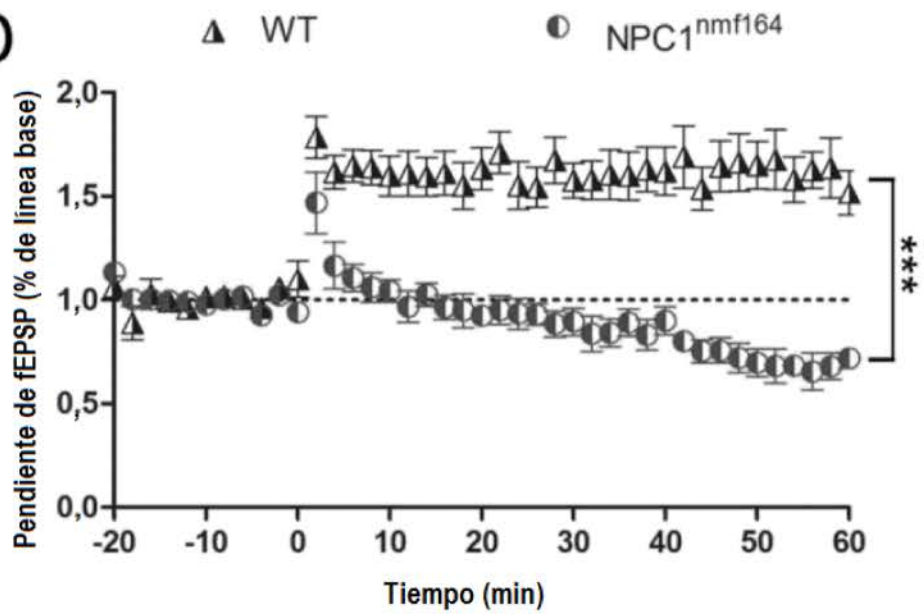 WT
NPC1nmf164
Pendiente de fEPSP (% de línea base)
2,0
1,5
1,0
0,5
0,0
***
-20 -10 0 10 20 30 40 50 60
Tiempo (min)